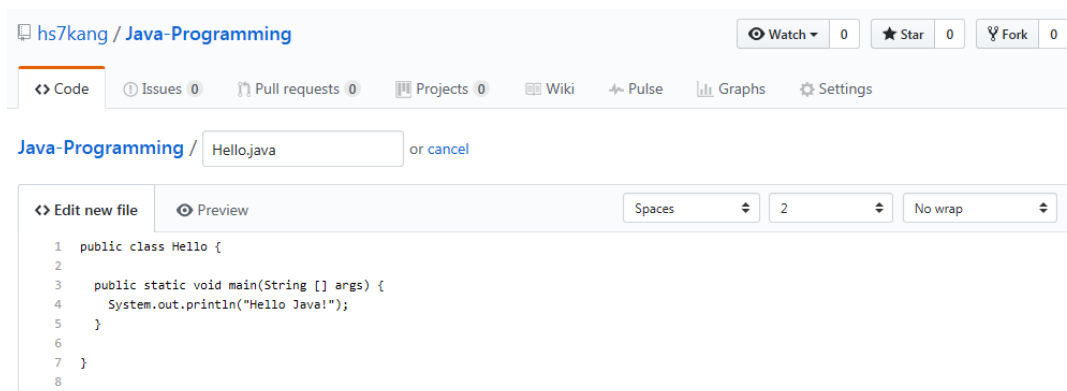 hs7kang / Java-Programming Watch 0 Star 0 Fork 0
Code Issues 0 Pull requests 0 Projects 0 Wiki Pulse Graphs Settings
Java-Programming / Hello.java or cancel
Edit new file Preview Spaces 2 No wrap
1 public class Hello {
2
3 public static void main(String [] args) {
4 System.out.println("Hello Java!");
5 }
6
7 }
8